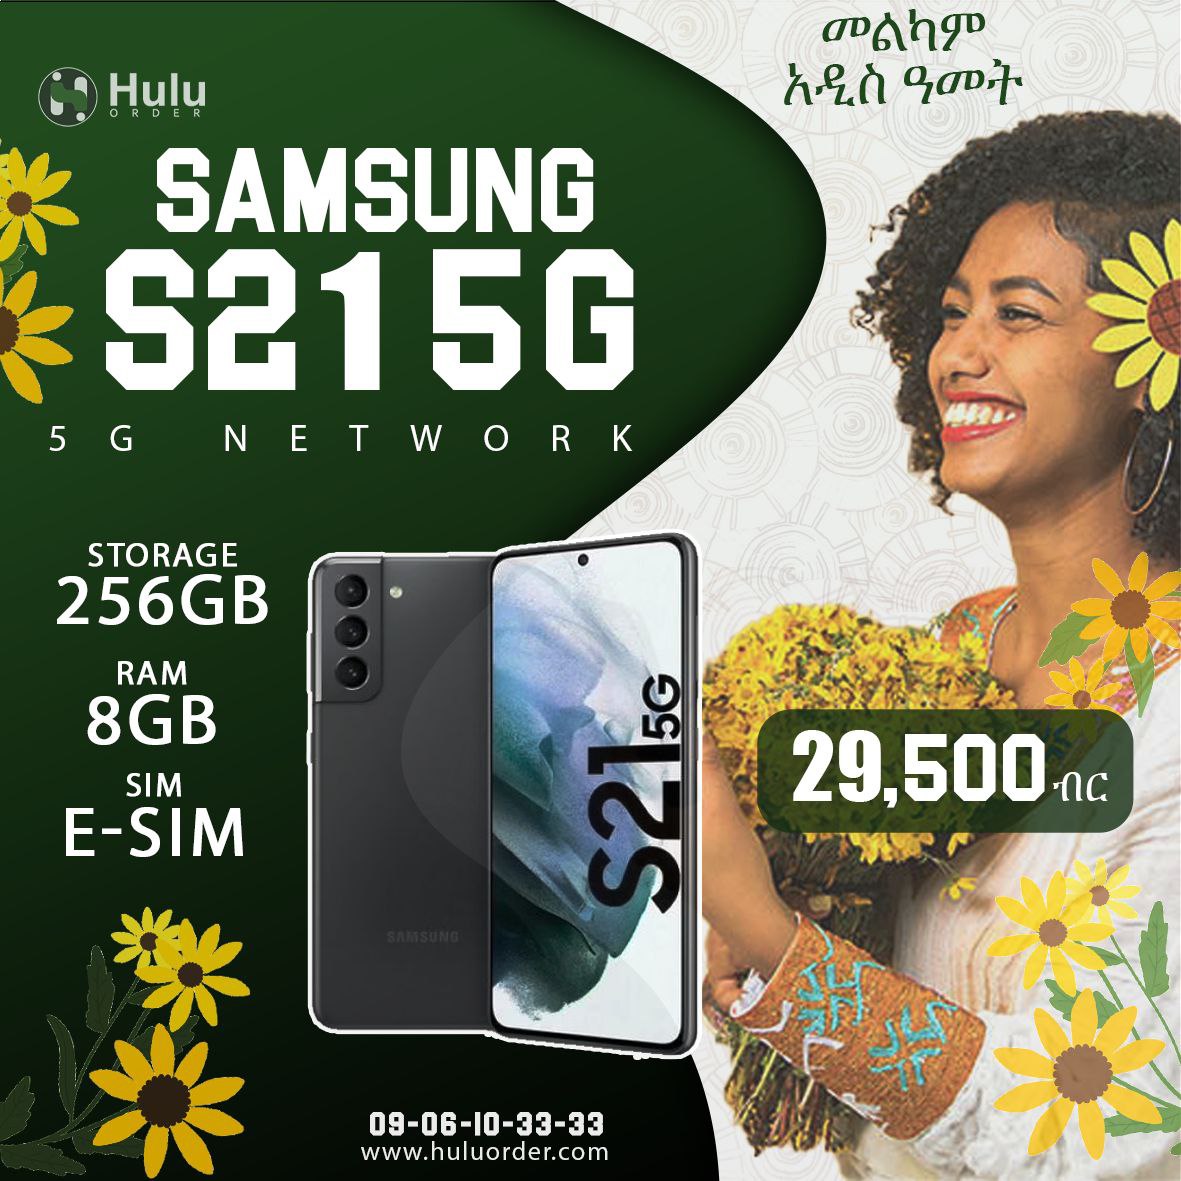 Hulu
ORDER
መልካም
አዲስ ዓመት
SAMSUNG
S21 5G
5G NETWORK
STORAGE
256GB
RAM
8GB
SIM
E-SIM
SAMSUNG
S21 5G
29,500 ብር
09-06-10-33-33
www.huluorder.com